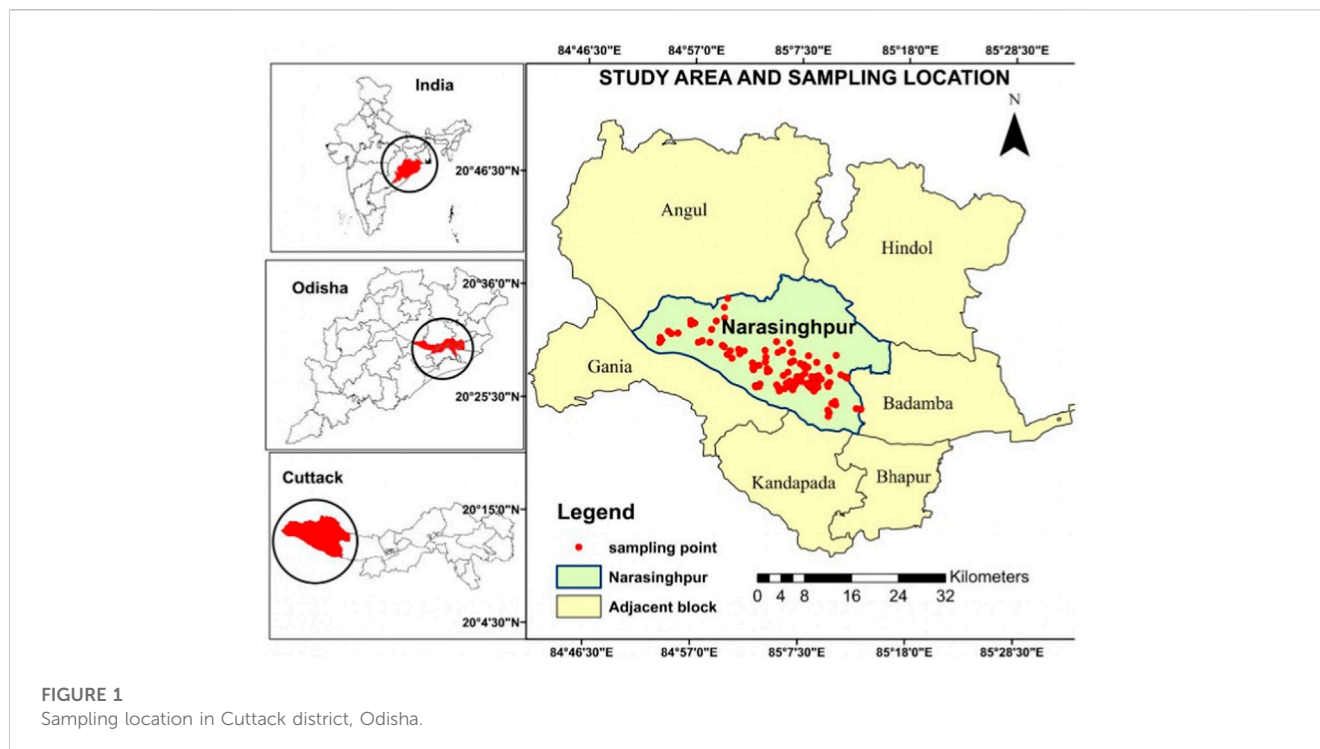 84°46'30"E 84°57'0"E 85°7'30"E 85°18'0"E 85°28'30"E
STUDY AREA AND SAMPLING LOCATION
India
N
20°46'30"N
Angul
Hindol
20°36'0"N
Odisha
Narasinghpur
Gania
20°25'30"N
Badamba
Kandapada
Bhapur
Cuttack
20°15'0"N
Legend
sampling point
Narasinghpur
Adjacent block
Kilometers
0 4 8 16 24 32
20°4'30"N
84°46'30"E 84°57'0"E 85°7'30"E 85°18'0"E 85°28'30"E
FIGURE 1
Sampling location in Cuttack district, Odisha.